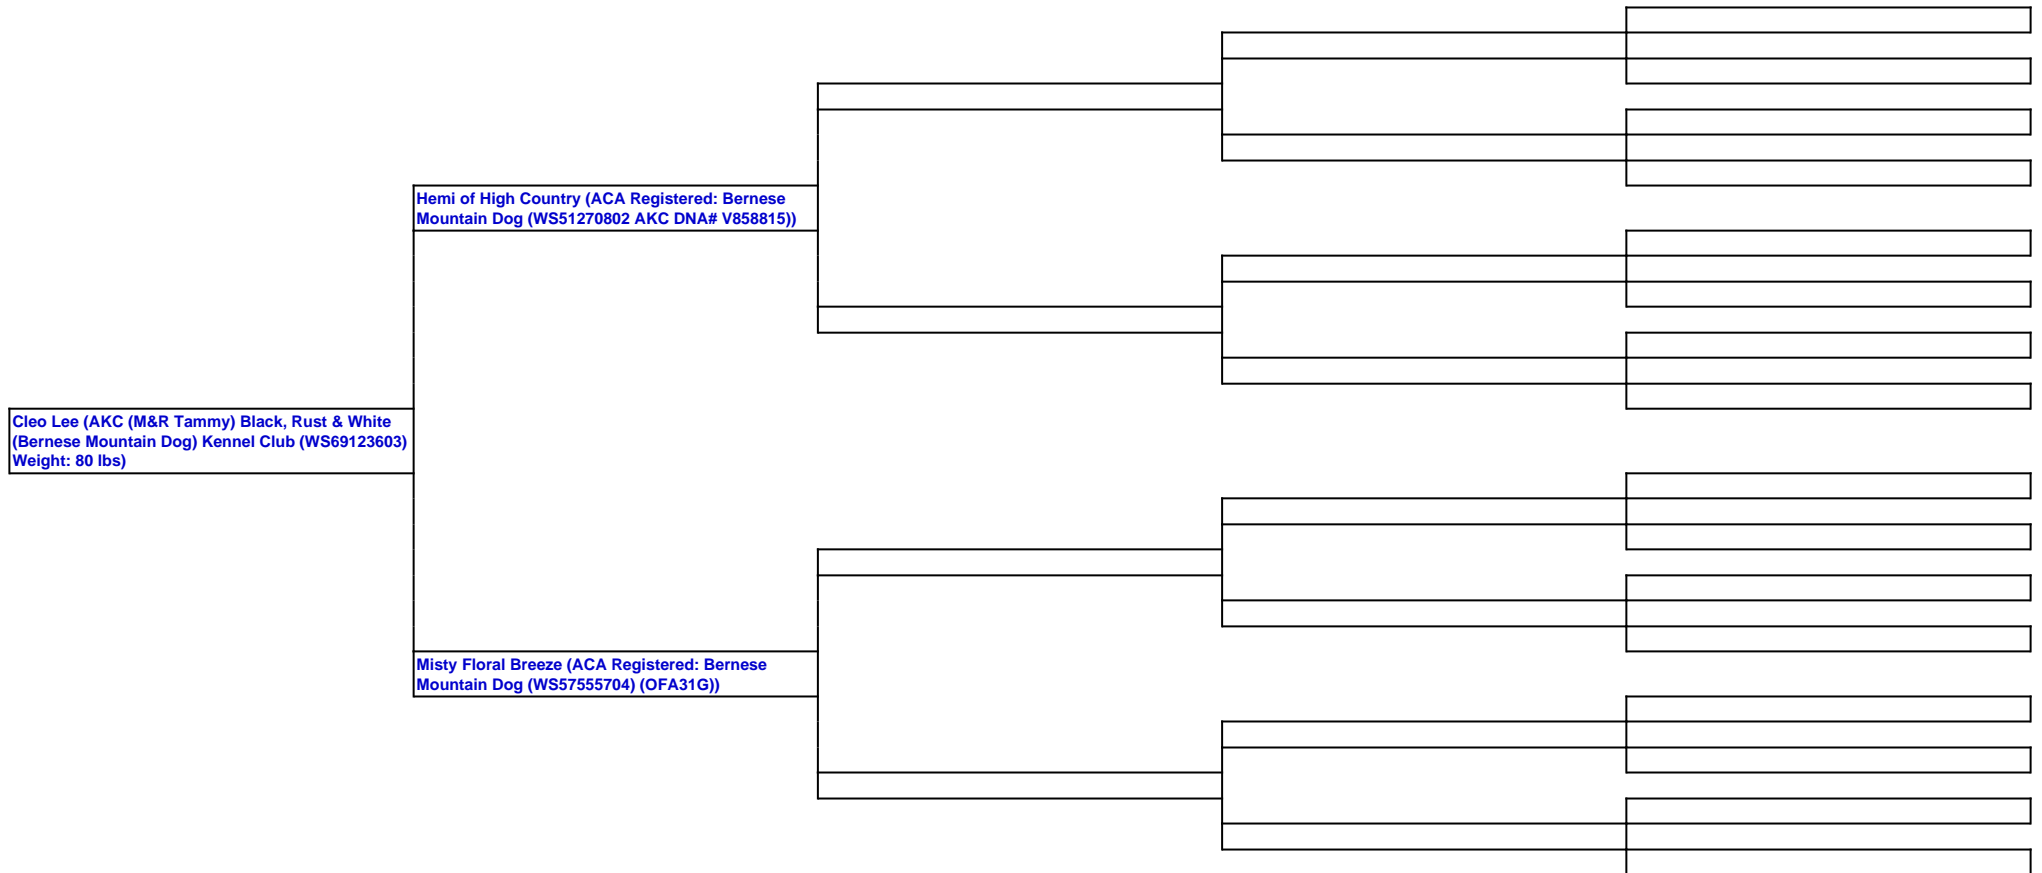 Hemi of High Country (ACA Registered: Bernese
Mountain Dog (WS51270802 AKC DNA# V858815))
Cleo Lee (AKC (M&R Tammy) Black, Rust & White
(Bernese Mountain Dog) Kennel Club (WS69123603)
Weight: 80 lbs)
Misty Floral Breeze (ACA Registered: Bernese
Mountain Dog (WS57555704) (OFA31G))